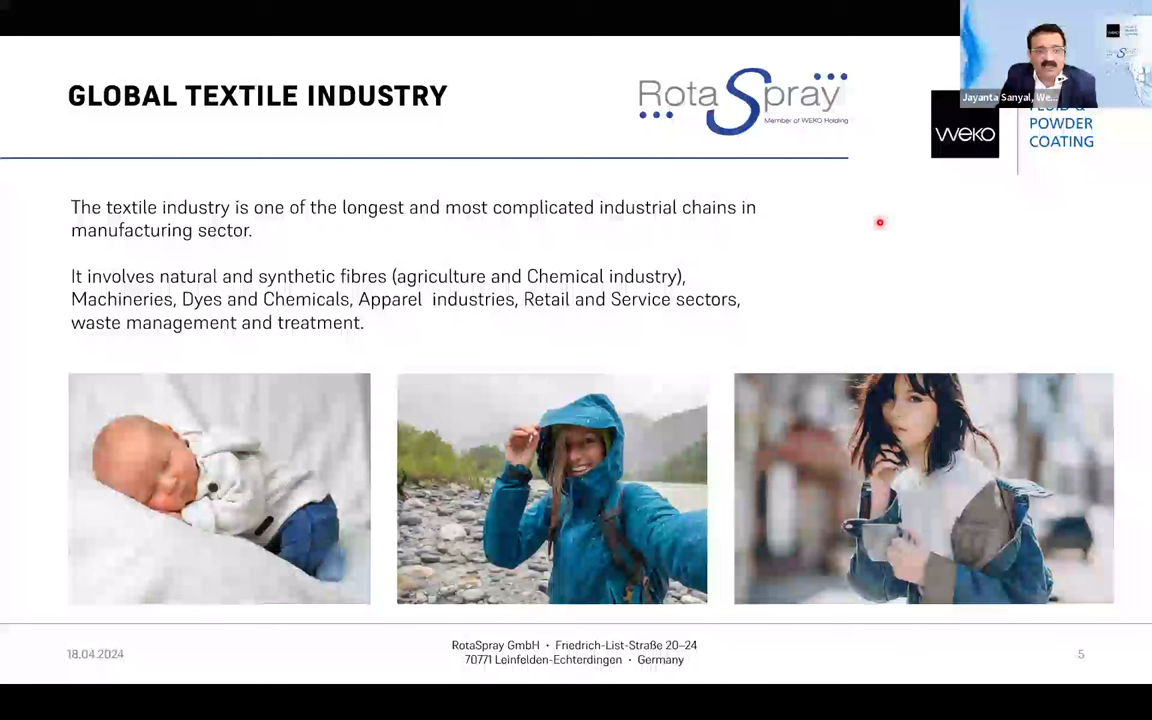 GLOBAL TEXTILE INDUSTRY
RotaSpray
Member of WEKO Holding
Jayanta Sanyal, We...
WEKO
FLUID &
POWDER
COATING
The textile industry is one of the longest and most complicated industrial chains in
manufacturing sector.
It involves natural and synthetic fibres (agriculture and Chemical industry),
Machineries, Dyes and Chemicals, Apparel industries, Retail and Service sectors,
waste management and treatment.
18.04.2024
RotaSpray GmbH • Friedrich-List-Straße 20–24
70771 Leinfelden-Echterdingen • Germany
5